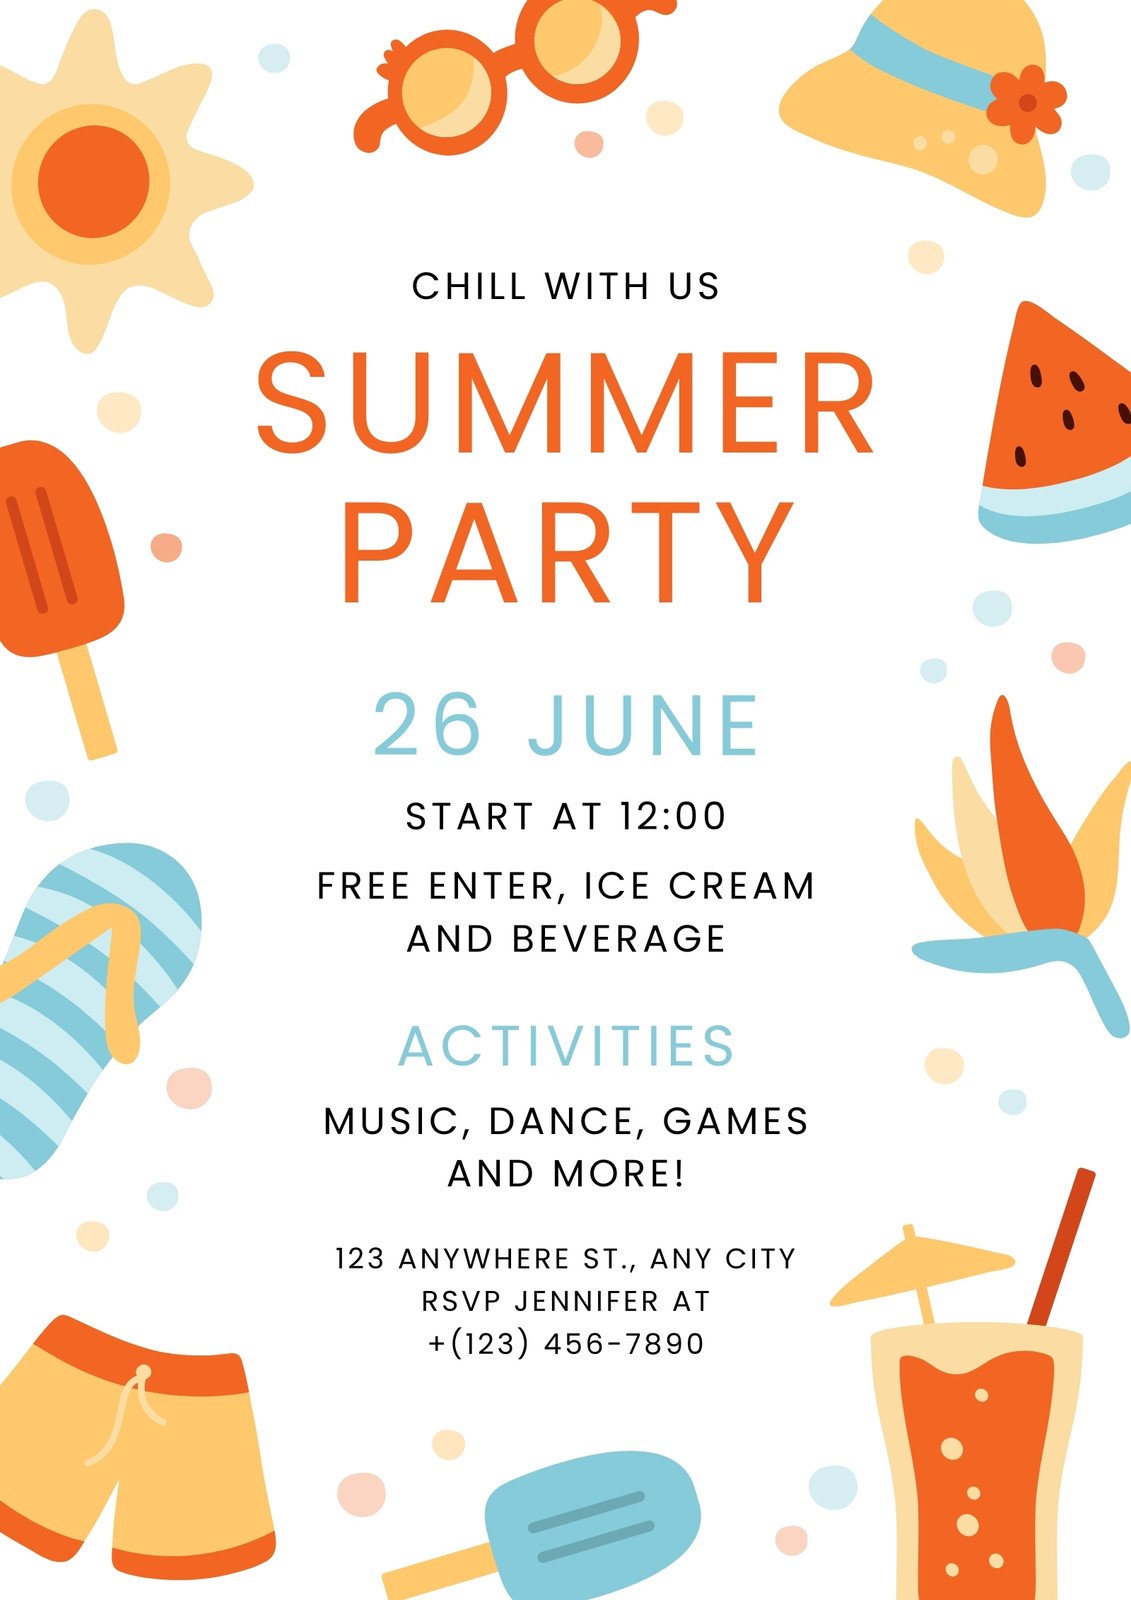 CHILL WITH US
SUMMER
PARTY
26 JUNE
START AT 12:00
FREE ENTER, ICE CREAM
AND BEVERAGE
ACTIVITIES
MUSIC, DANCE, GAMES
AND MORE!
123 ANYWHERE ST., ANY CITY
RSVP JENNIFER AT
+(123) 456-7890